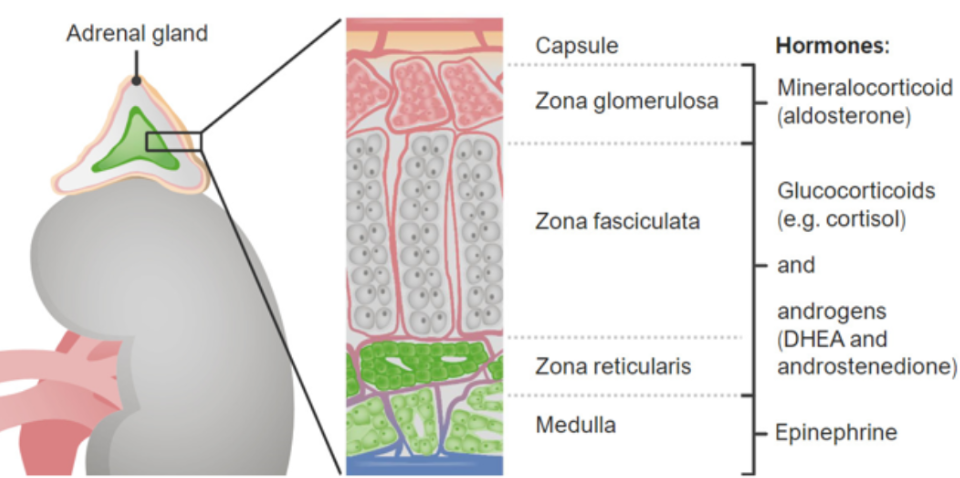 Adrenal gland
Capsule
Zona glomerulosa
Zona fasciculata
Zona reticularis
Medulla
Hormones:
Mineralocorticoid
(aldosterone)
Glucocorticoids
(e.g. cortisol)
and
androgens
(DHEA and
androstenedione)
Epinephrine